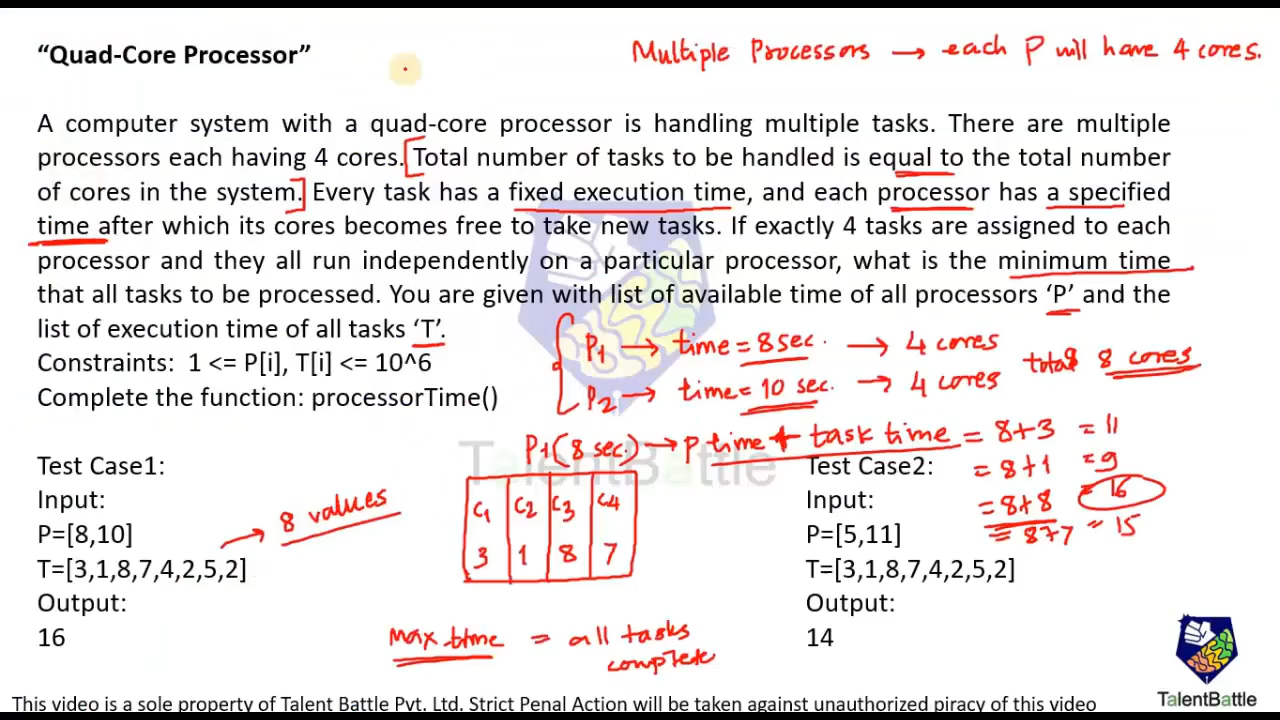 “Quad-Core Processor”
Multiple Processors → each P will have 4 cores.
A computer system with a quad-core processor is handling multiple tasks. There are multiple
processors each having 4 cores. [Total number of tasks to be handled is equal to the total number
of cores in the system.] Every task has a fixed execution time, and each processor has a specified
time after which its cores becomes free to take new tasks. If exactly 4 tasks are assigned to each
processor and they all run independently on a particular processor, what is the minimum time
that all tasks to be processed. You are given with list of available time of all processors ‘P’ and the
list of execution time of all tasks ‘T’.
Constraints: 1 <= P[i], T[i] <= 10^6
Complete the function: processorTime()
P1 → time = 8 sec. → 4 cores
P2 → time = 10 sec. → 4 cores
total 8 cores
P1 (8 sec.) → P time + task time = 8+3 = 11
= 8+1 = 9
= 8+8 = 16
= 8+7 = 15
C1 C2 C3 C4
3 1 8 7
TalentBattle
Test Case1:
Input:
P=[8,10]
T=[3,1,8,7,4,2,5,2]
→ 8 values
Output:
16
max time = all tasks
complete
Test Case2:
Input:
P=[5,11]
T=[3,1,8,7,4,2,5,2]
Output:
14
TalentBattle
This video is a sole property of Talent Battle Pvt. Ltd. Strict Penal Action will be taken against unauthorized piracy of this video